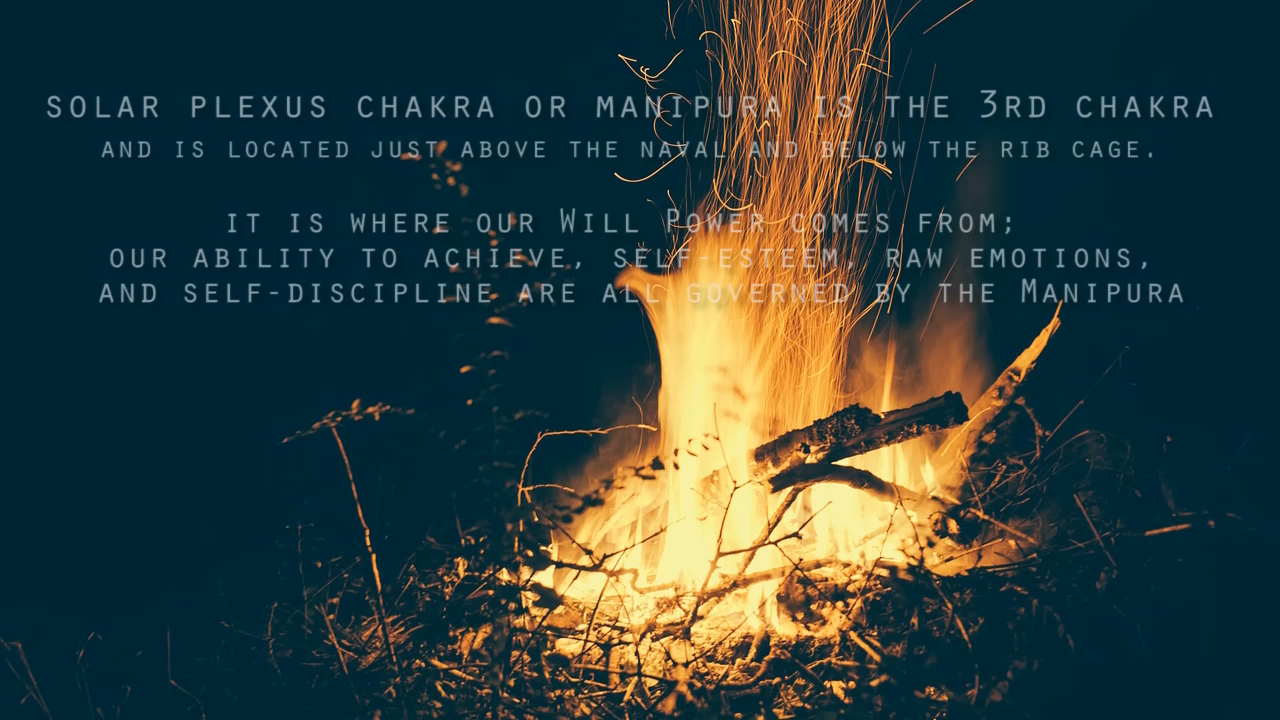 SOLAR PLEXUS CHAKRA OR MANIPURA IS THE 3RD CHAKRA
AND IS LOCATED JUST ABOVE THE NAVAL AND BELOW THE RIB CAGE.
IT IS WHERE OUR WILL POWER COMES FROM;
OUR ABILITY TO ACHIEVE, SELF-ESTEEM, RAW EMOTIONS,
AND SELF-DISCIPLINE ARE ALL GOVERNED BY THE MANIPURA